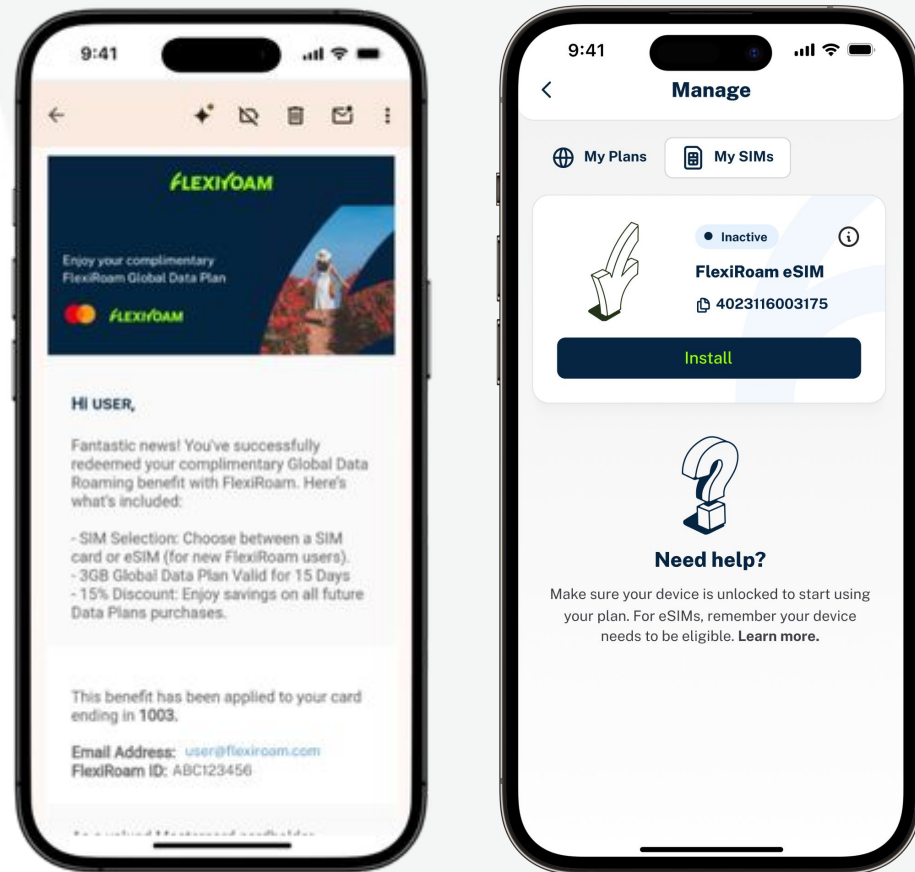 9:41
FLEXIROAM
Enjoy your complimentary
FlexiRoam Global Data Plan
FLEXIROAM
HI USER,
Fantastic news! You've successfully
redeemed your complimentary Global Data
Roaming benefit with FlexiRoam. Here's
what's included:
- SIM Selection: Choose between a SIM
card or eSIM (for new FlexiRoam users).
- 3GB Global Data Plan Valid for 15 Days
- 15% Discount: Enjoy savings on all future
Data Plans purchases.
This benefit has been applied to your card
ending in 1003.
Email Address: user@flexiroam.com
FlexiRoam ID: ABC123456
9:41
Manage
My Plans
My SIMs
Inactive
FlexiRoam eSIM
4023116003175
Install
Need help?
Make sure your device is unlocked to start using
your plan. For eSIMs, remember your device
needs to be eligible. Learn more.